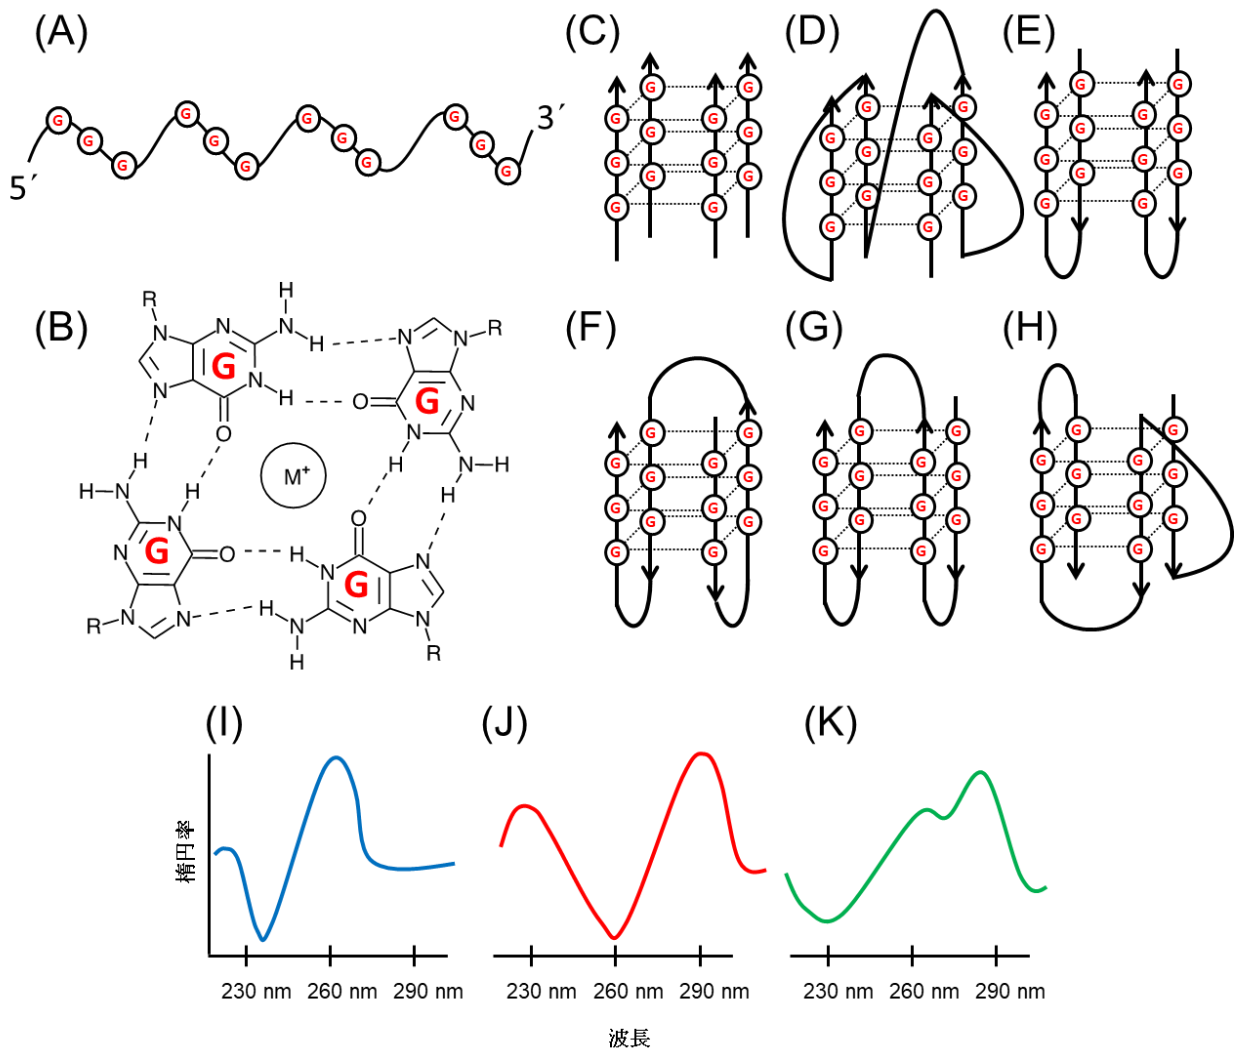 (A)
5´
G G G G G G G G G G G G
3´
(B)
R N N H N H N N H
N N R O N N H
O H N H H
M⁺
H N H H N N O R N N
O H N N H N H N N R
G G G G
(C)
G G G G G G G G G G G G
(D)
G G G G G G G G G G G G
(E)
G G G G G G G G G G G G
(F)
G G G G G G G G G G G G
(G)
G G G G G G G G G G G G
(H)
G G G G G G G G G G G G
(I)
(J)
(K)
楕円率
230 nm 260 nm 290 nm
230 nm 260 nm 290 nm
230 nm 260 nm 290 nm
波長